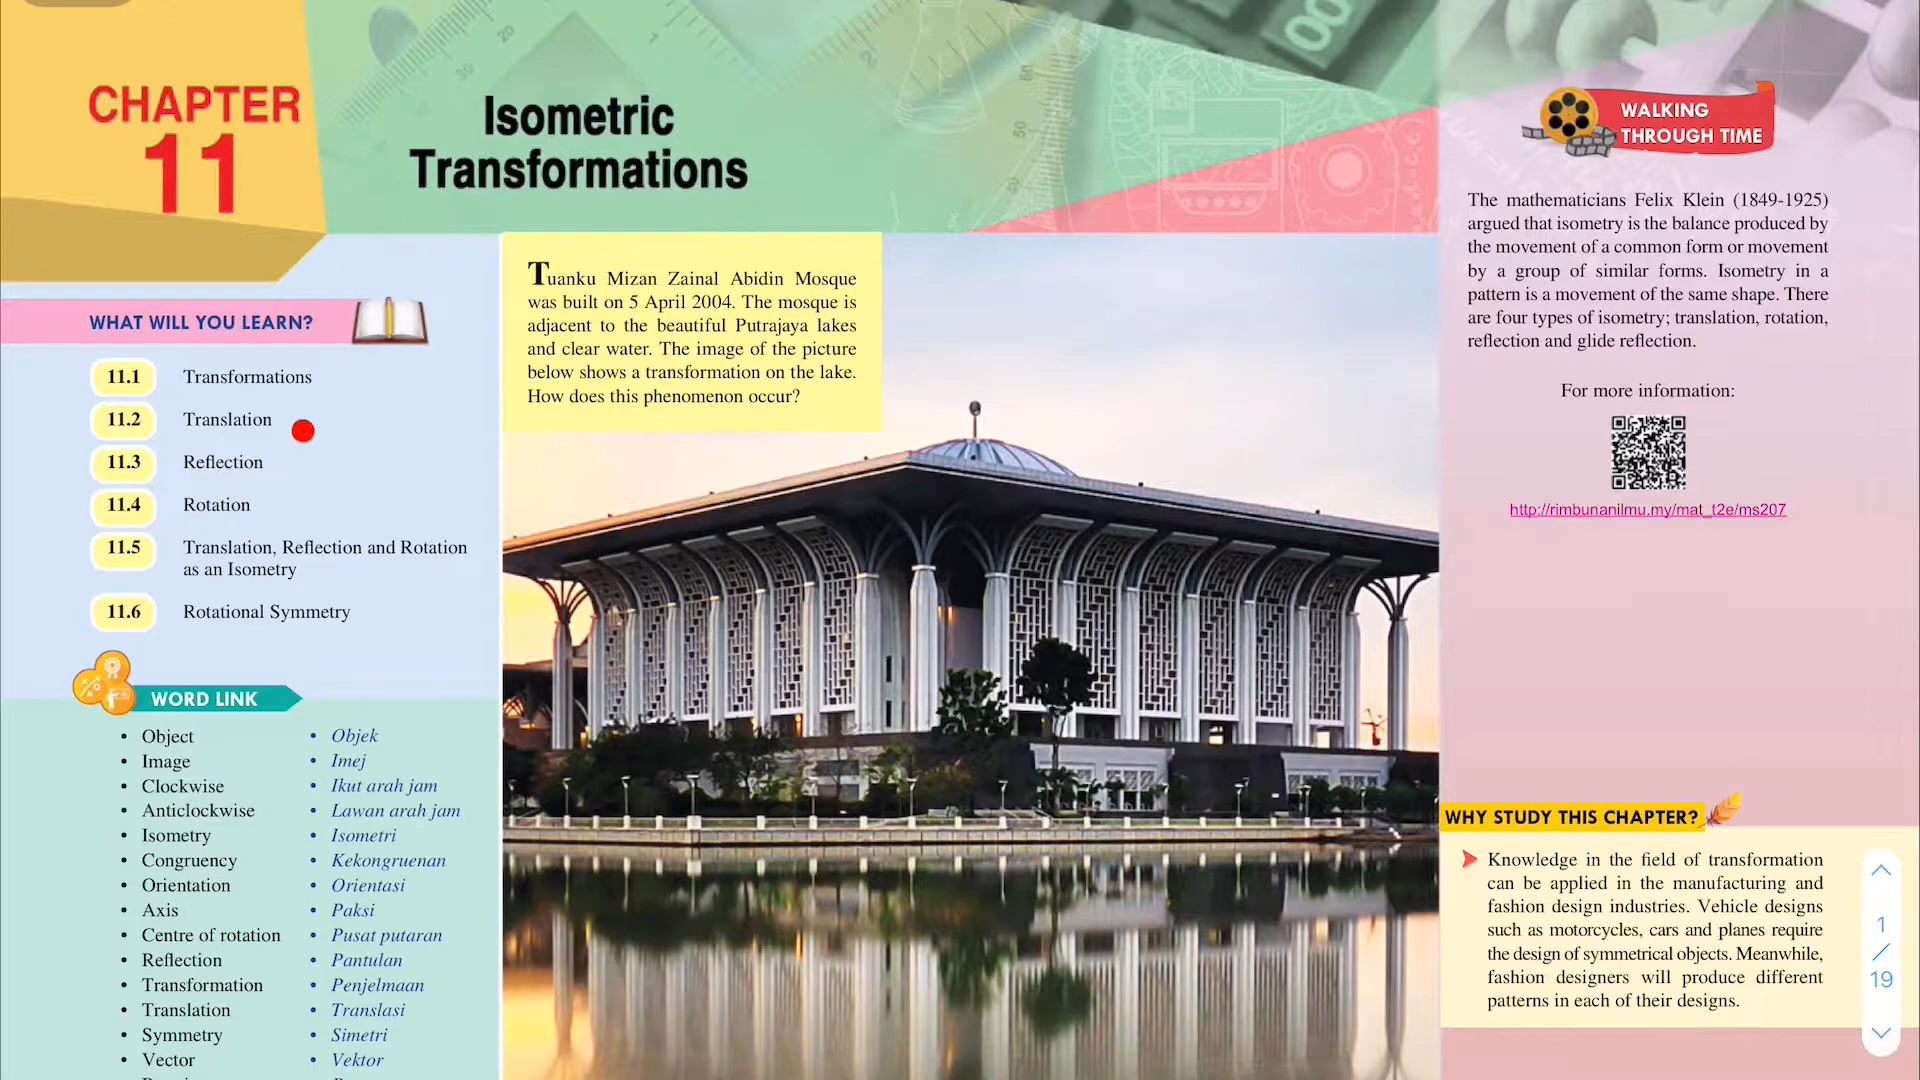 CHAPTER
11
Isometric
Transformations
WHAT WILL YOU LEARN?
11.1 Transformations
11.2 Translation
11.3 Reflection
11.4 Rotation
11.5 Translation, Reflection and Rotation
as an Isometry
11.6 Rotational Symmetry
WORD LINK
• Object • Objek
• Image • Imej
• Clockwise • Ikut arah jam
• Anticlockwise • Lawan arah jam
• Isometry • Isometri
• Congruency • Kekongruenan
• Orientation • Orientasi
• Axis • Paksi
• Centre of rotation • Pusat putaran
• Reflection • Pantulan
• Transformation • Penjelmaan
• Translation • Translasi
• Symmetry • Simetri
• Vector • Vektor
Tuanku Mizan Zainal Abidin Mosque
was built on 5 April 2004. The mosque is
adjacent to the beautiful Putrajaya lakes
and clear water. The image of the picture
below shows a transformation on the lake.
How does this phenomenon occur?
WALKING
THROUGH TIME
The mathematicians Felix Klein (1849-1925)
argued that isometry is the balance produced by
the movement of a common form or movement
by a group of similar forms. Isometry in a
pattern is a movement of the same shape. There
are four types of isometry; translation, rotation,
reflection and glide reflection.
For more information:
http://rimbunanilmu.my/mat_t2e/ms207
WHY STUDY THIS CHAPTER?
Knowledge in the field of transformation
can be applied in the manufacturing and
fashion design industries. Vehicle designs
such as motorcycles, cars and planes require
the design of symmetrical objects. Meanwhile,
fashion designers will produce different
patterns in each of their designs.
1
/
19